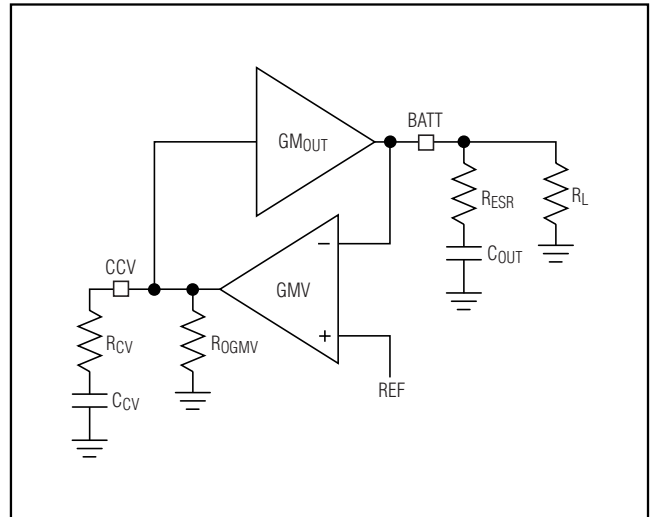 GMOUT
BATT
RESR
RL
COUT
GMV
−
+
CCV
RCV
ROGMV
CCV
REF